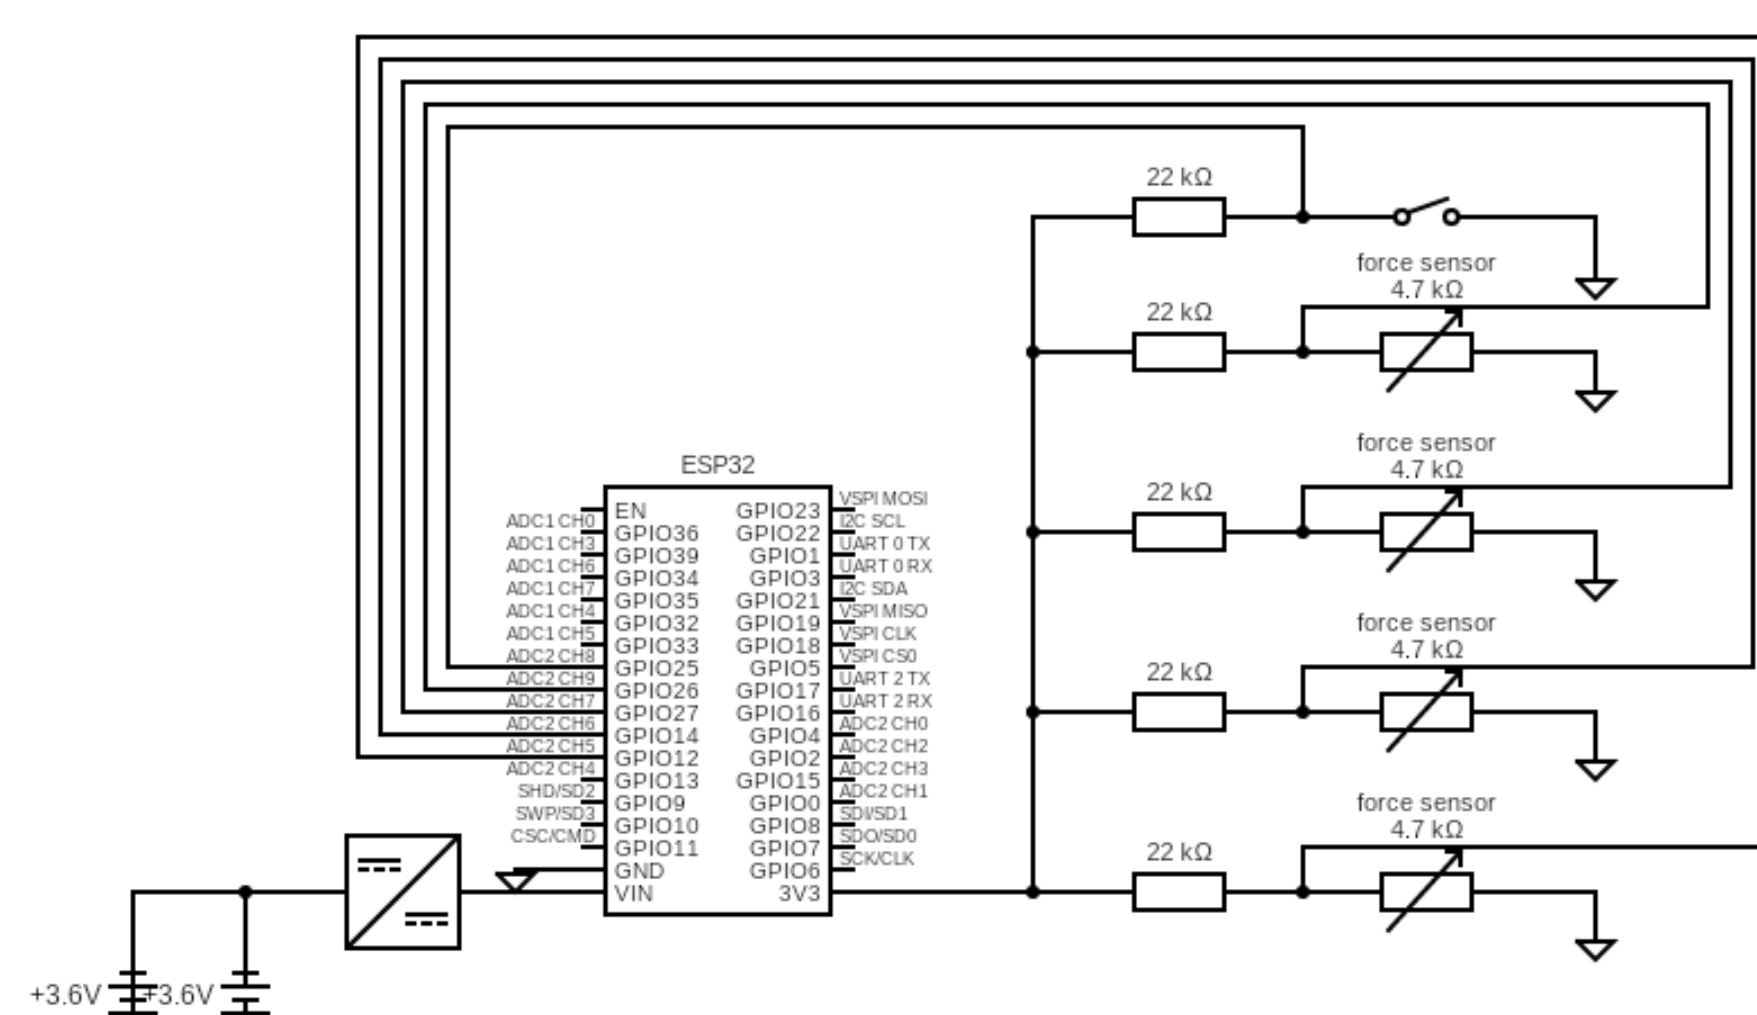 22 kΩ
force sensor
4.7 kΩ
22 kΩ
force sensor
4.7 kΩ
22 kΩ
force sensor
4.7 kΩ
22 kΩ
force sensor
4.7 kΩ
22 kΩ
ESP32
VSPI MOSI
EN GPIO23
ADC1 CH0 I2C SCL
GPIO36 GPIO22
ADC1 CH3 UART 0 TX
GPIO39 GPIO1
ADC1 CH6 UART 0 RX
GPIO34 GPIO3
ADC1 CH7 I2C SDA
GPIO35 GPIO21
ADC1 CH4 VSPI MISO
GPIO32 GPIO19
ADC1 CH5 VSPI CLK
GPIO33 GPIO18
ADC2 CH8 VSPI CS0
GPIO25 GPIO5
ADC2 CH9 UART 2 TX
GPIO26 GPIO17
ADC2 CH7 UART 2 RX
GPIO27 GPIO16
ADC2 CH6 ADC2 CH0
GPIO14 GPIO4
ADC2 CH5 ADC2 CH2
GPIO12 GPIO2
ADC2 CH4 ADC2 CH3
GPIO13 GPIO15
SHD/SD2 ADC2 CH1
GPIO9 GPIO0
SWP/SD3 SDI/SD1
GPIO10 GPIO8
CSC/CMD SDO/SD0
GPIO11 GPIO7
SCK/CLK
GND GPIO6
VIN 3V3
+3.6V +3.6V